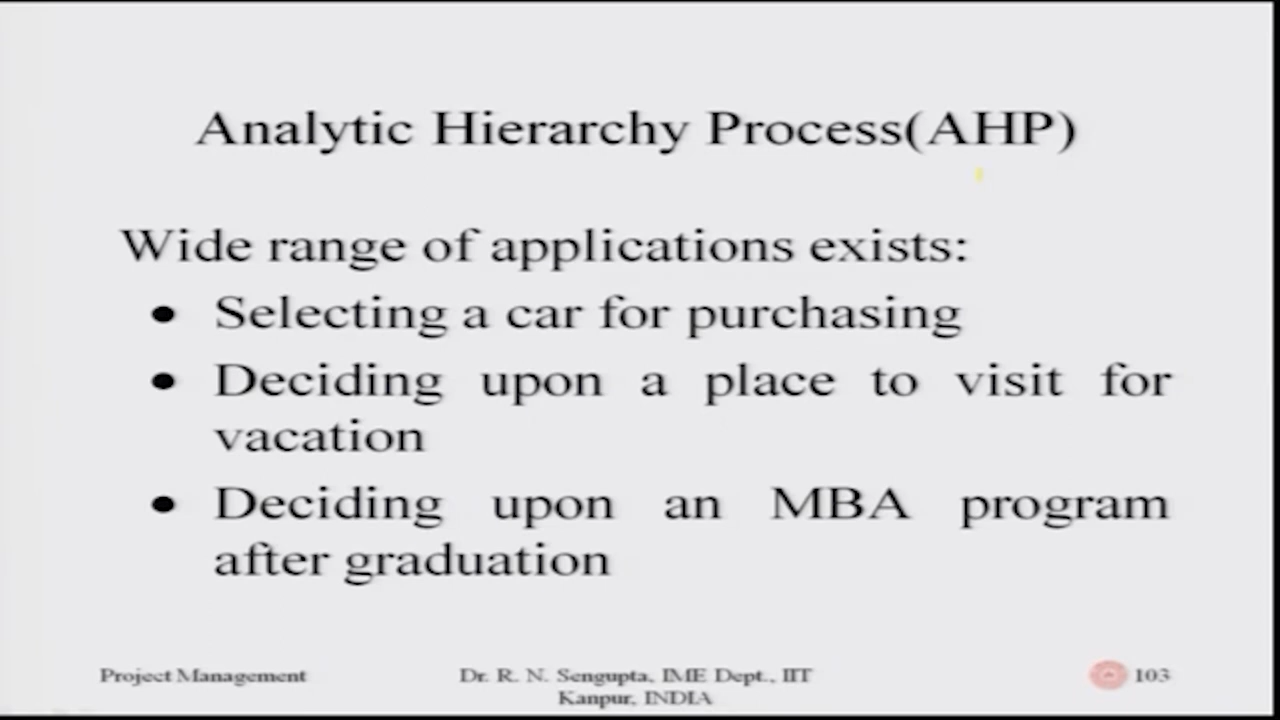 Analytic Hierarchy Process(AHP)
Wide range of applications exists:
• Selecting a car for purchasing
• Deciding upon a place to visit for
vacation
• Deciding upon an MBA program
after graduation
Project Management
Dr. R. N. Sengupta, IME Dept., IIT
Kanpur, INDIA
103